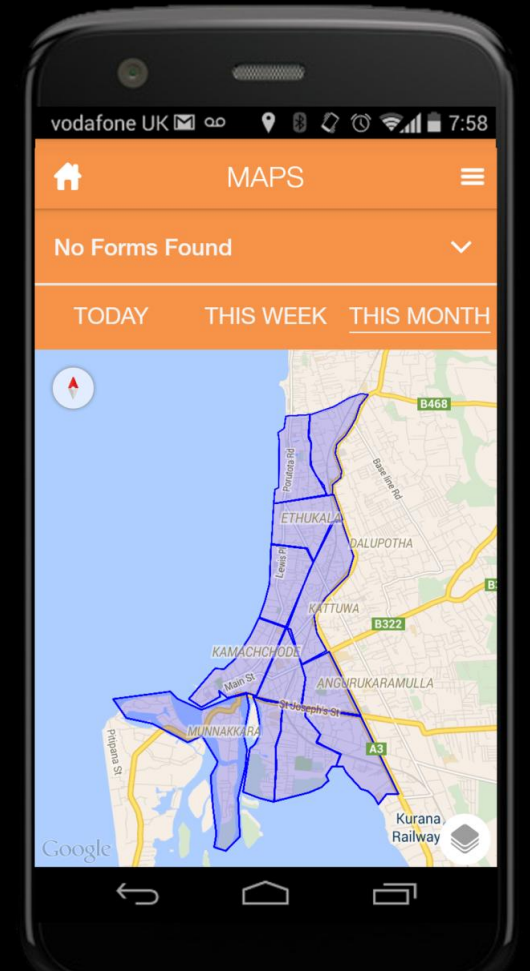 vodafone UK 7:58
MAPS
No Forms Found
TODAY THIS WEEK THIS MONTH
B468
Porutota Rd
Base line Rd
ETHUKALA
DALUPOTHA
Lewis Pl
B
KATTUWA
B322
KAMACHCHODE
Main St
ANGURUKARAMULLA
St Joseph's St
MUNNAKKARA
Pitipana St
A3
Kurana
Railway
Google